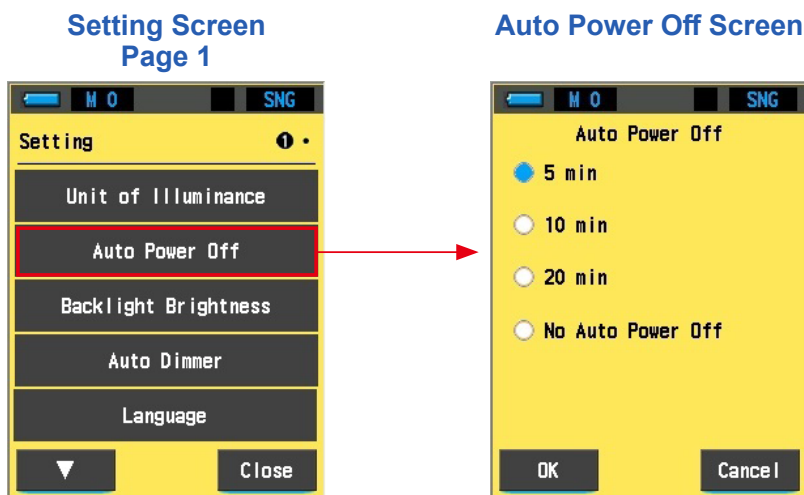 Setting Screen
Page 1
M 0 SNG
Setting ❶ ·
Unit of Illuminance
Auto Power Off
Backlight Brightness
Auto Dimmer
Language
▼ Close
Auto Power Off Screen
M 0 SNG
Auto Power Off
5 min
10 min
20 min
No Auto Power Off
OK Cancel